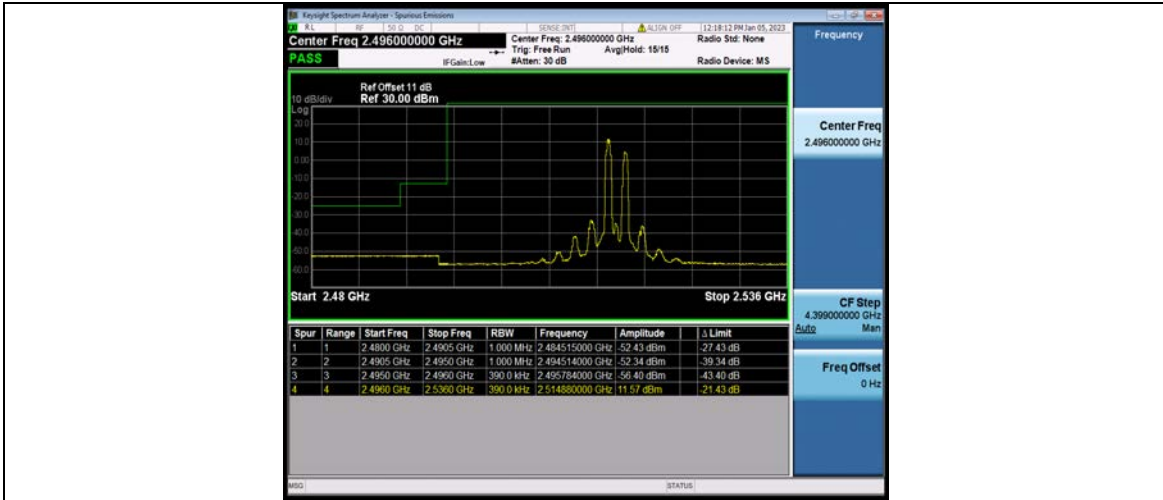 Keysight Spectrum Analyzer - Spurious Emissions
RL RF 50 Ω DC SENSE:INT ALIGN OFF 12:18:12 PM Jan 05, 2023
Center Freq 2.496000000 GHz Center Freq: 2.496000000 GHz Radio Std: None Frequency
Trig: Free Run Avg|Hold: 15/15
PASS IFGain:Low #Atten: 30 dB Radio Device: MS
Ref Offset 11 dB
10 dB/div Ref 30.00 dBm
Log
20.0
10.0
0.00
-10.0
-20.0
-30.0
-40.0
-50.0
-60.0
Start 2.48 GHz Stop 2.536 GHz
Center Freq
2.496000000 GHz
CF Step
4.399000000 GHz
Auto Man
Freq Offset
0 Hz
Spur Range Start Freq Stop Freq RBW Frequency Amplitude Δ Limit
1 1 2.4800 GHz 2.4905 GHz 1.000 MHz 2.484515000 GHz -52.43 dBm -27.43 dB
2 2 2.4905 GHz 2.4950 GHz 1.000 MHz 2.494514000 GHz -52.34 dBm -39.34 dB
3 3 2.4950 GHz 2.4960 GHz 390.0 kHz 2.495784000 GHz -56.40 dBm -43.40 dB
4 4 2.4960 GHz 2.5360 GHz 390.0 kHz 2.514880000 GHz 11.57 dBm -21.43 dB
MSG STATUS